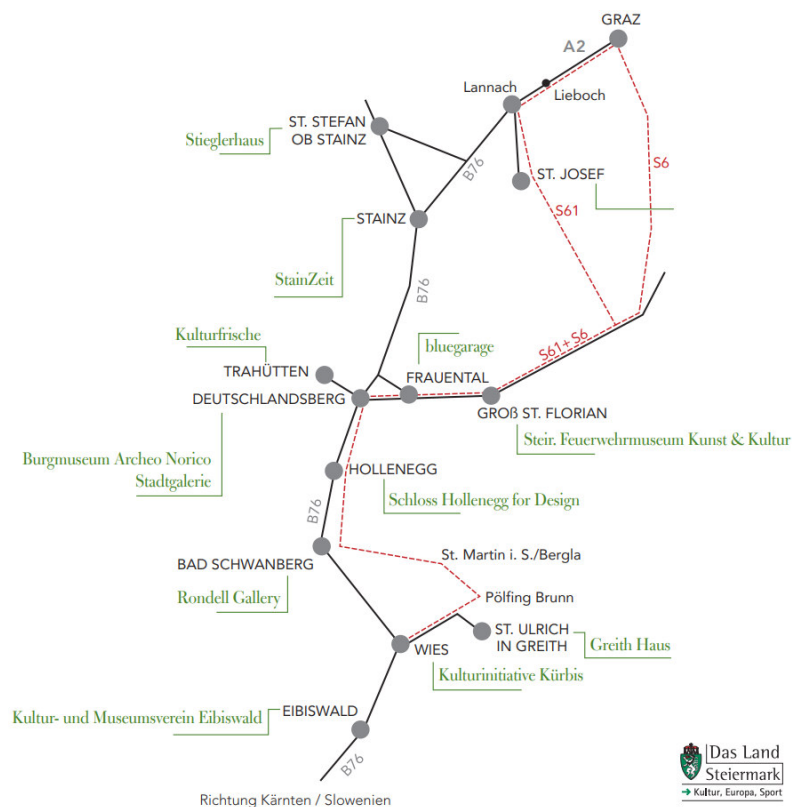 GRAZ
A2
Lannach
Lieboch
ST. STEFAN
OB STAINZ
Stieglerhaus
B76
ST. JOSEF
S6
S61
STAINZ
StainZeit
B76
Kulturfrische
bluegarage
S61+ S6
TRAHÜTTEN
FRAUENTAL
DEUTSCHLANDSBERG
GROß ST. FLORIAN
Steir. Feuerwehrmuseum Kunst & Kultur
Burgmuseum Archeo Norico
Stadtgalerie
HOLLENEGG
Schloss Hollenegg for Design
B76
BAD SCHWANBERG
St. Martin i. S./Bergla
Rondell Gallery
Pölfing Brunn
ST. ULRICH
IN GREITH
Greith Haus
WIES
Kulturinitiative Kürbis
Kultur- und Museumsverein Eibiswald
EIBISWALD
B76
Richtung Kärnten / Slowenien
Das Land
Steiermark
→ Kultur, Europa, Sport